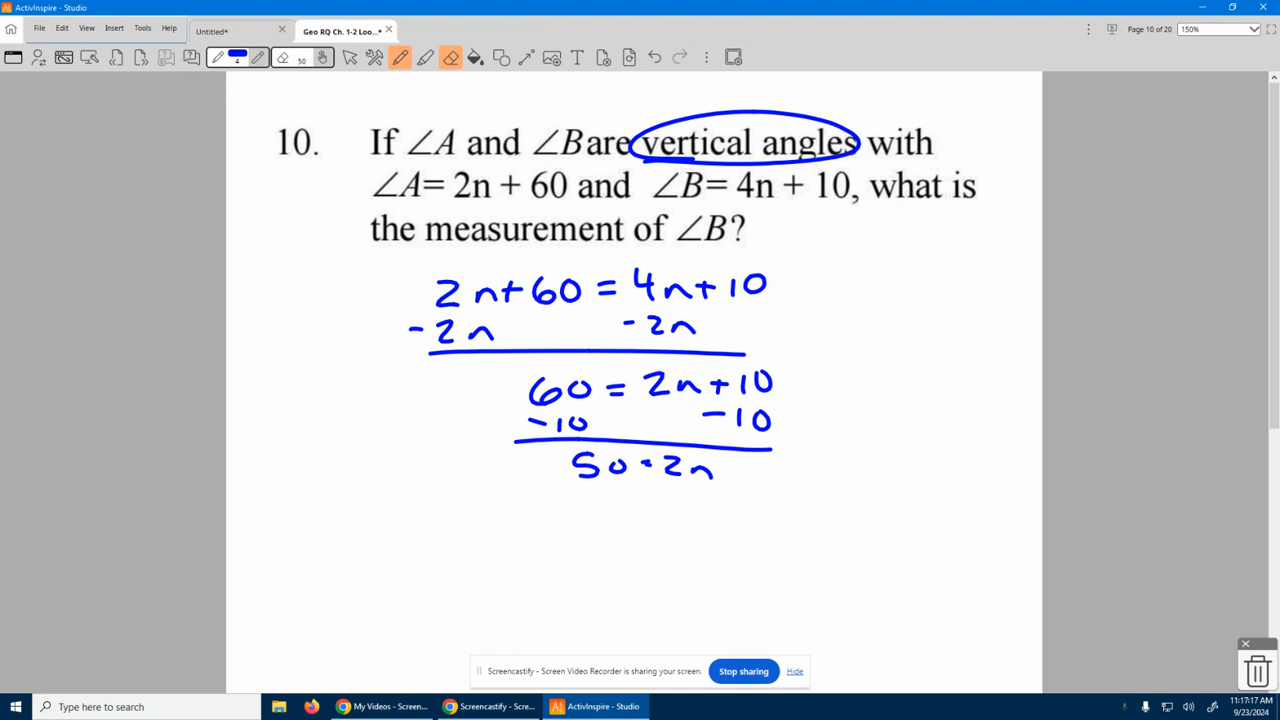 ActivInspire - Studio
File Edit View Insert Tools Help
Untitled* Geo RQ Ch. 1-2 Loo...*
Page 10 of 20 150%
4 50
10. If ∠A and ∠B are vertical angles with
∠A= 2n + 60 and ∠B= 4n + 10, what is
the measurement of ∠B?
2n+60 = 4n+10
-2n -2n
60 = 2n+10
-10 -10
50 = 2n
Screencastify - Screen Video Recorder is sharing your screen. Stop sharing Hide
Type here to search
My Videos - Screen... Screencastify - Scree... ActivInspire - Studio
11:17:17 AM
9/23/2024